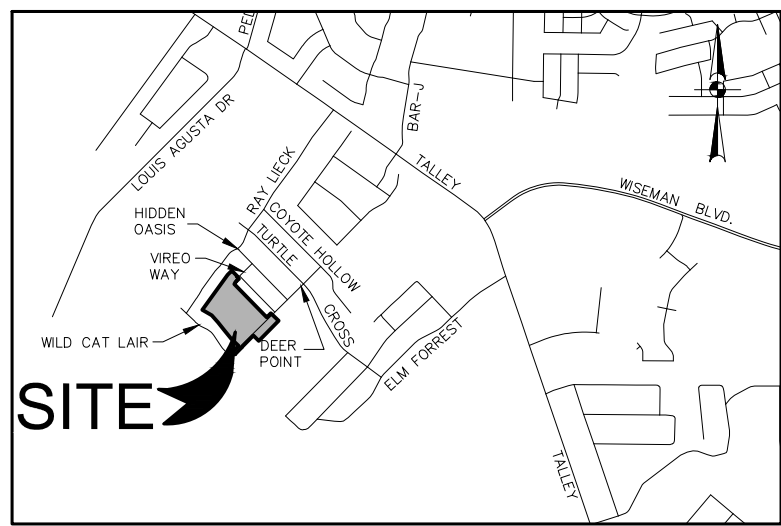 PED
LOUIS AGUSTA DR
BAR-J
TALLEY
WISEMAN BLVD.
RAY LIECK
HIDDEN
OASIS
COYOTE HOLLOW
TURTLE
CROSS
VIREO
WAY
WILD CAT LAIR
DEER
POINT
ELM FORREST
SITE
TALLEY